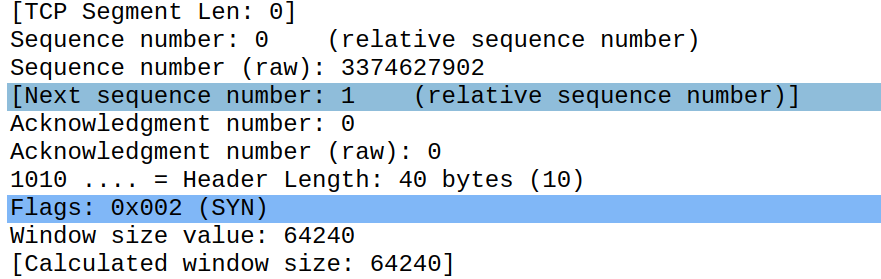 [TCP Segment Len: 0]
Sequence number: 0    (relative sequence number)
Sequence number (raw): 3374627902
[Next sequence number: 1    (relative sequence number)]
Acknowledgment number: 0
Acknowledgment number (raw): 0
1010 .... = Header Length: 40 bytes (10)
Flags: 0x002 (SYN)
Window size value: 64240
[Calculated window size: 64240]